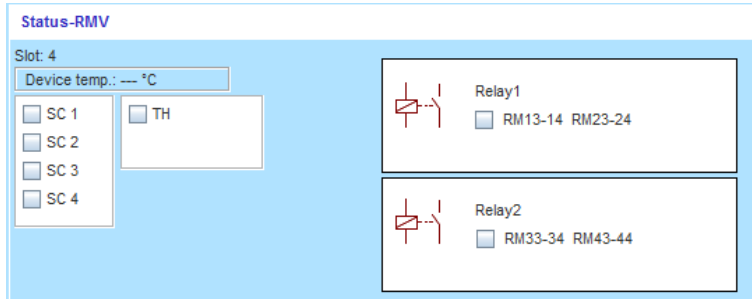 Status-RMV
Slot: 4
Device temp.: --- °C
SC 1
SC 2
SC 3
SC 4
TH
Relay1
RM13-14 RM23-24
Relay2
RM33-34 RM43-44